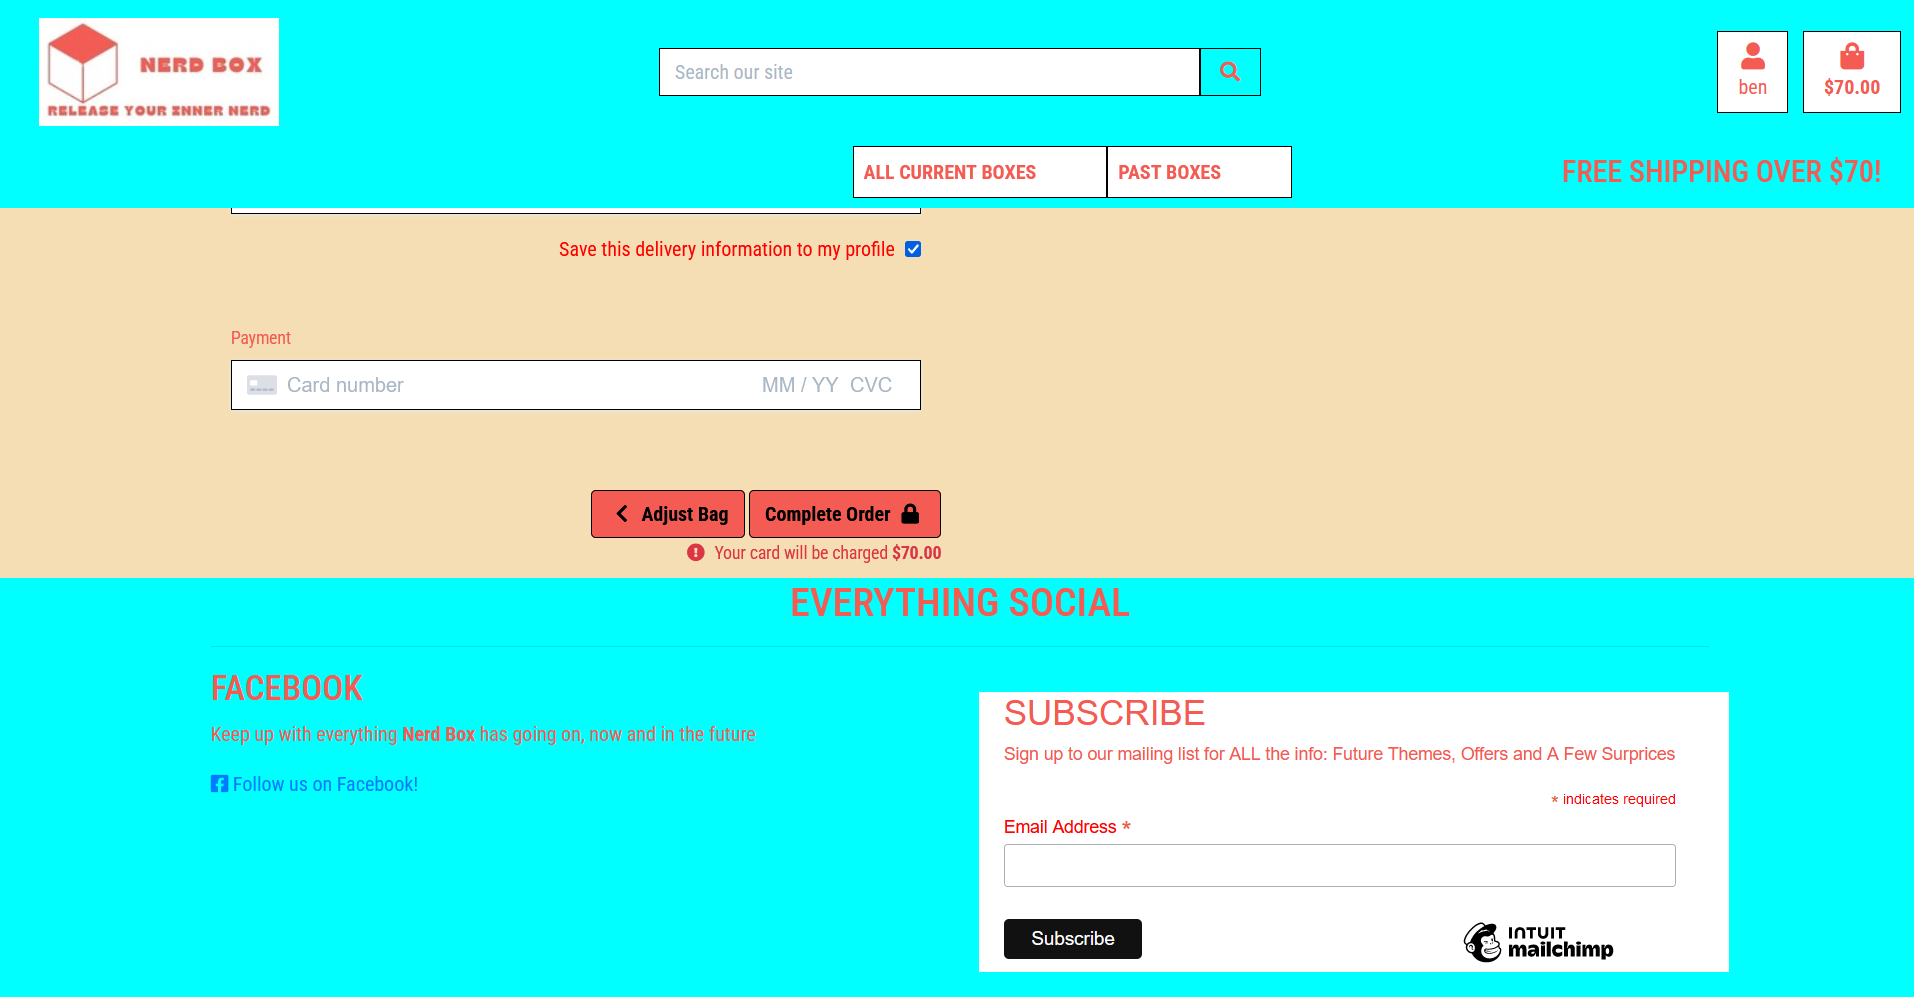 NERD BOX
RELEASE YOUR INNER NERD
Search our site
ben
$70.00
ALL CURRENT BOXES
PAST BOXES
FREE SHIPPING OVER $70!
Save this delivery information to my profile
Payment
Card number MM / YY CVC
Adjust Bag
Complete Order
Your card will be charged $70.00
EVERYTHING SOCIAL
FACEBOOK
Keep up with everything Nerd Box has going on, now and in the future
Follow us on Facebook!
SUBSCRIBE
Sign up to our mailing list for ALL the info: Future Themes, Offers and A Few Surprices
* indicates required
Email Address *
Subscribe
INTUIT
mailchimp